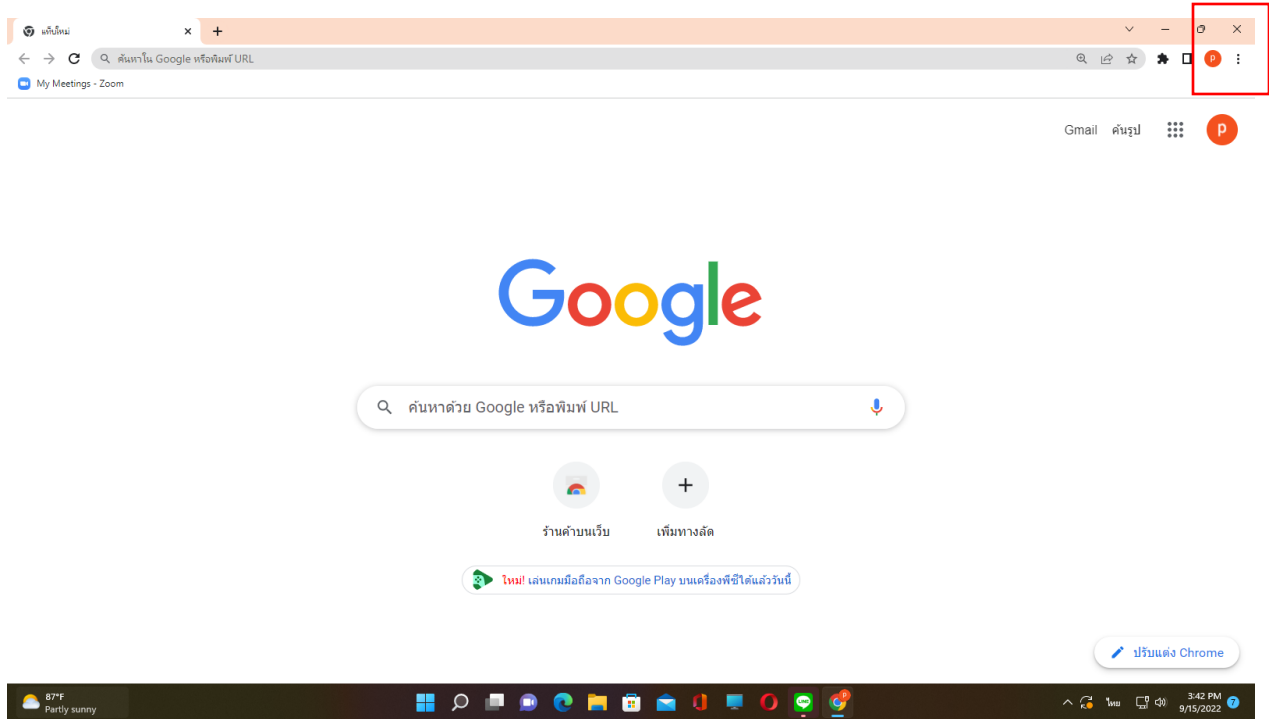 แท็บใหม่
ค้นหาใน Google หรือพิมพ์ URL
P
My Meetings - Zoom
Gmail ค้นรูป p
Google
ค้นหาด้วย Google หรือพิมพ์ URL
ร้านค้าบนเว็บ เพิ่มทางลัด
ใหม่! เล่นเกมมือถือจาก Google Play บนเครื่องพีซีได้แล้ววันนี้
ปรับแต่ง Chrome
87°F
Partly sunny
LINE
P
ไทย
3:42 PM
9/15/2022
7